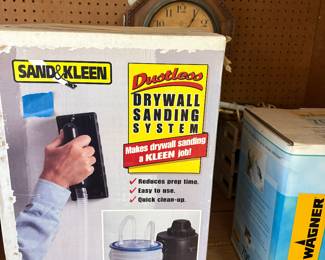 SAND&KLEEN
Dustless
DRYWALL
SANDING
SYSTEM
Makes drywall sanding
a KLEEN job!
✓ Reduces prep time.
✓ Easy to use.
✓ Quick clean-up.
WAGNER